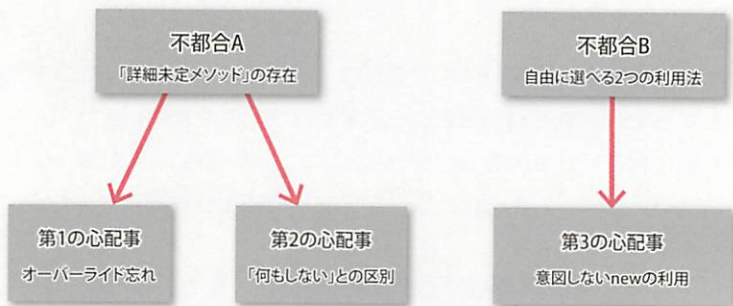 不都合A
「詳細未定メソッド」の存在
不都合B
自由に選べる2つの利用法
第1の心配事
オーバーライド忘れ
第2の心配事
「何もしない」との区別
第3の心配事
意図しないnewの利用